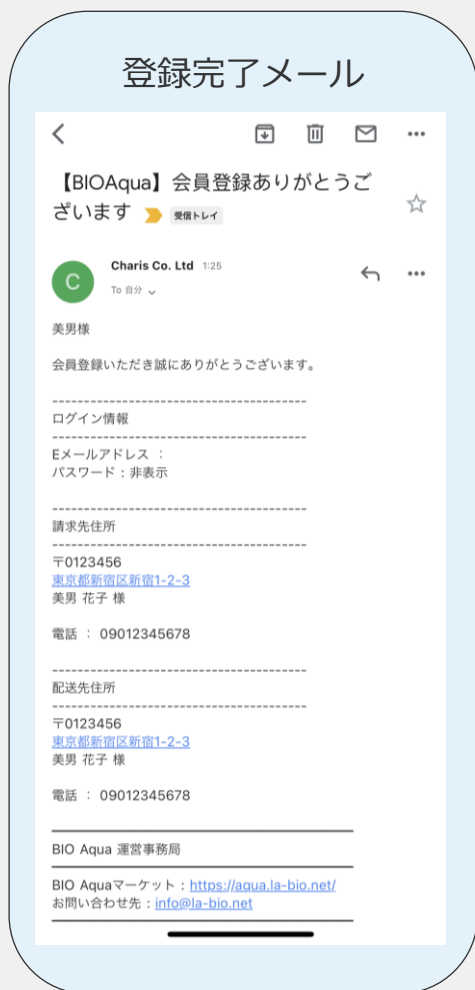 登録完了メール
【BIOAqua】会員登録ありがとうご
ざいます 受信トレイ
C
Charis Co. Ltd 1:25
To 自分
美男様
会員登録いただき誠にありがとうございます。
----------------------------------------
ログイン情報
----------------------------------------
Eメールアドレス ：
パスワード：非表示
----------------------------------------
請求先住所
----------------------------------------
〒0123456
東京都新宿区新宿1-2-3
美男 花子 様
電話 ： 09012345678
----------------------------------------
配送先住所
----------------------------------------
〒0123456
東京都新宿区新宿1-2-3
美男 花子 様
電話 ： 09012345678
BIO Aqua 運営事務局
BIO Aquaマーケット：https://aqua.la-bio.net/
お問い合わせ先：info@la-bio.net